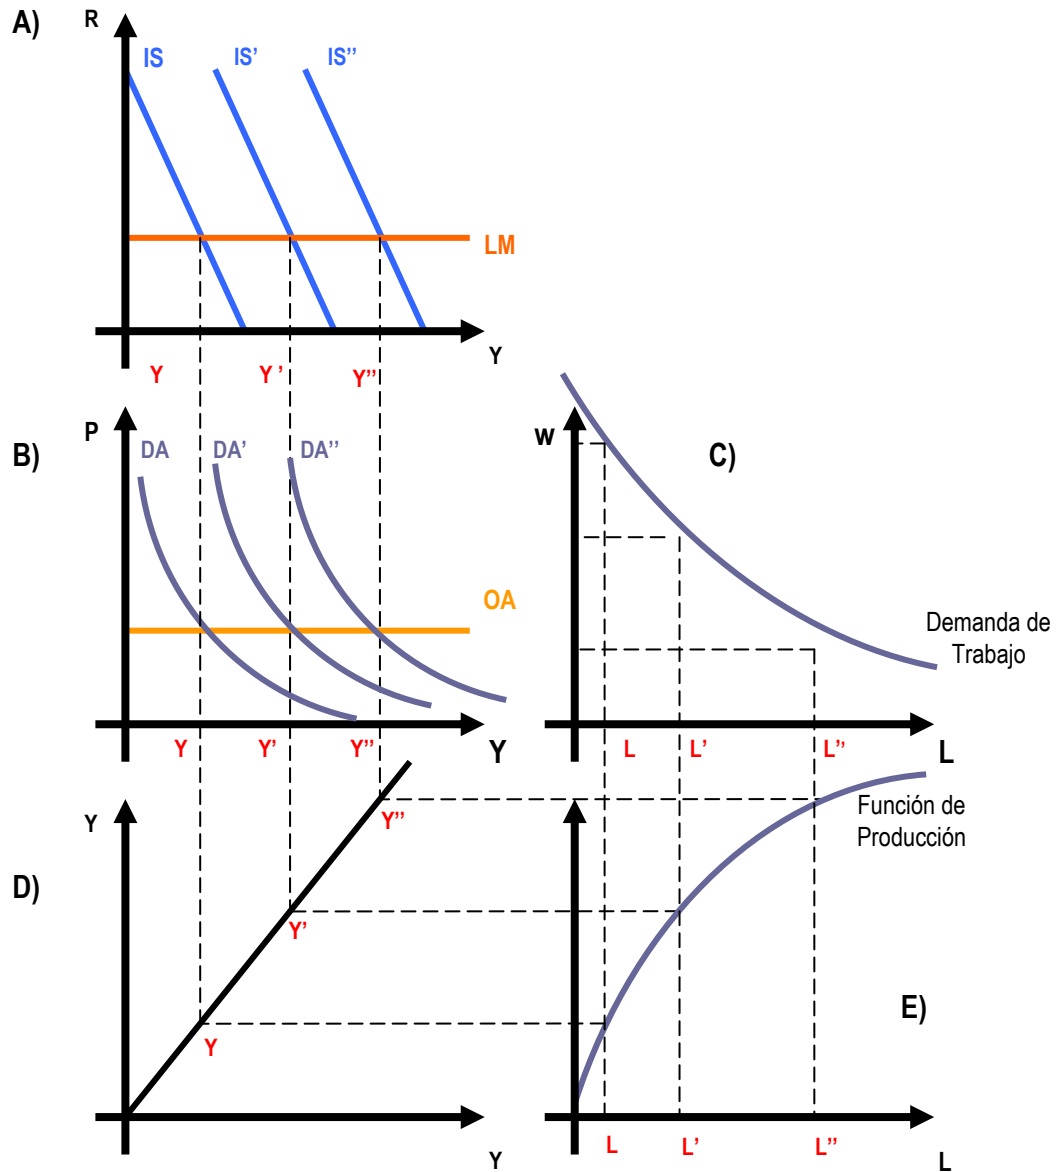 A)
R
IS
IS’
IS’’
LM
Y
Y
Y ’
Y’’
B)
P
DA
DA’
DA’’
OA
Y
Y’
Y’’
Y
C)
W
Demanda de
Trabajo
L
L’
L’’
L
D)
Y
Y’’
Y’
Y
Y
E)
Función de
Producción
L
L’
L’’
L